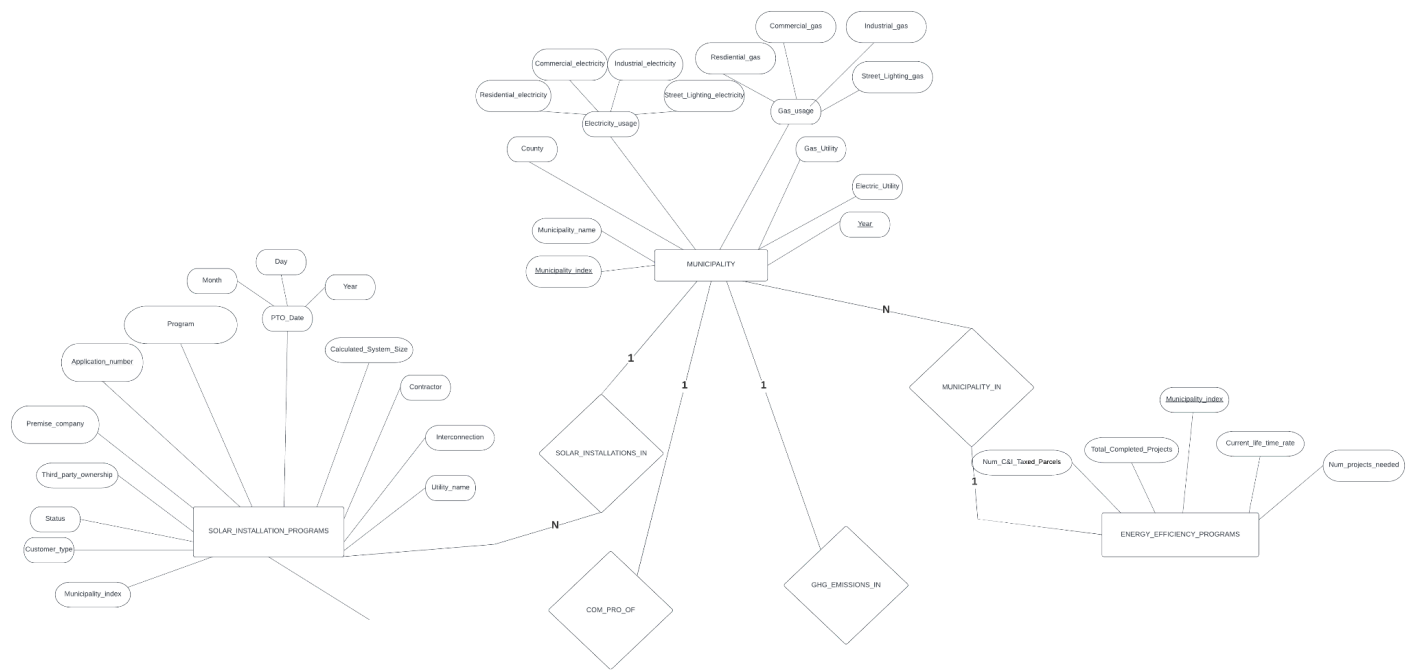 Commercial_gas
Industrial_gas
Resdiential_gas
Commercial_electricity
Industrial_electricity
Street_Lighting_gas
Residential_electricity
Street_Lighting_electricity
Gas_usage
Electricity_usage
County
Gas_Utility
Electric_Utility
Year
Municipality_name
MUNICIPALITY
Municipality_index
Day
Month
Year
PTO_Date
N
Program
Calculated_System_Size
1
Application_number
1
1
MUNICIPALITY_IN
Contractor
Municipality_index
Premise_company
Interconnection
Current_life_time_rate
Total_Completed_Projects
SOLAR_INSTALLATIONS_IN
Num_C&I_Taxed_Parcels
Num_projects_needed
Third_party_ownership
1
Utility_name
Status
N
SOLAR_INSTALLATION_PROGRAMS
ENERGY_EFFICIENCY_PROGRAMS
Customer_type
GHG_EMISSIONS_IN
Municipality_index
COM_PRO_OF